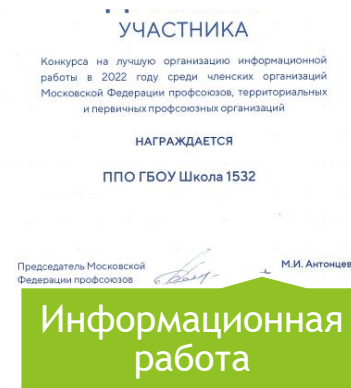 УЧАСТНИКА
Конкурса на лучшую организацию информационной
работы в 2022 году среди членских организаций
Московской Федерации профсоюзов, территориальных
и первичных профсоюзных организаций
НАГРАЖДАЕТСЯ
ППО ГБОУ Школа 1532
Председатель Московской М.И. Антонцев
Федерации профсоюзов
Информационная
работа